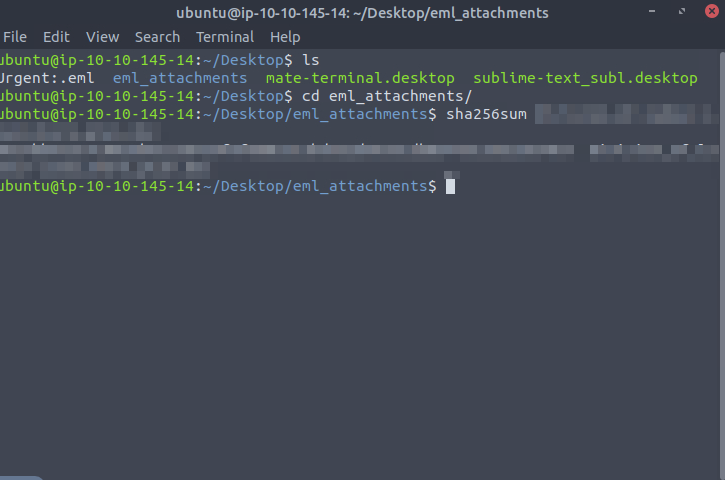 ubuntu@ip-10-10-145-14: ~/Desktop/eml_attachments
File Edit View Search Terminal Help
ubuntu@ip-10-10-145-14:~/Desktop$ ls
Urgent:.eml eml_attachments mate-terminal.desktop sublime-text_subl.desktop
ubuntu@ip-10-10-145-14:~/Desktop$ cd eml_attachments/
ubuntu@ip-10-10-145-14:~/Desktop/eml_attachments$ sha256sum
ubuntu@ip-10-10-145-14:~/Desktop/eml_attachments$